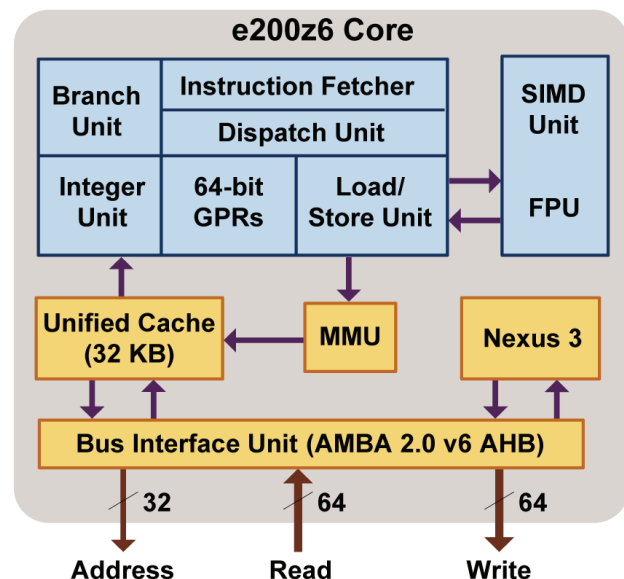 e200z6 Core
Branch
Unit
Instruction Fetcher
Dispatch Unit
SIMD
Unit
FPU
Integer
Unit
64-bit
GPRs
Load/
Store Unit
Unified Cache
(32 KB)
MMU
Nexus 3
Bus Interface Unit (AMBA 2.0 v6 AHB)
32
64
64
Address
Read
Write